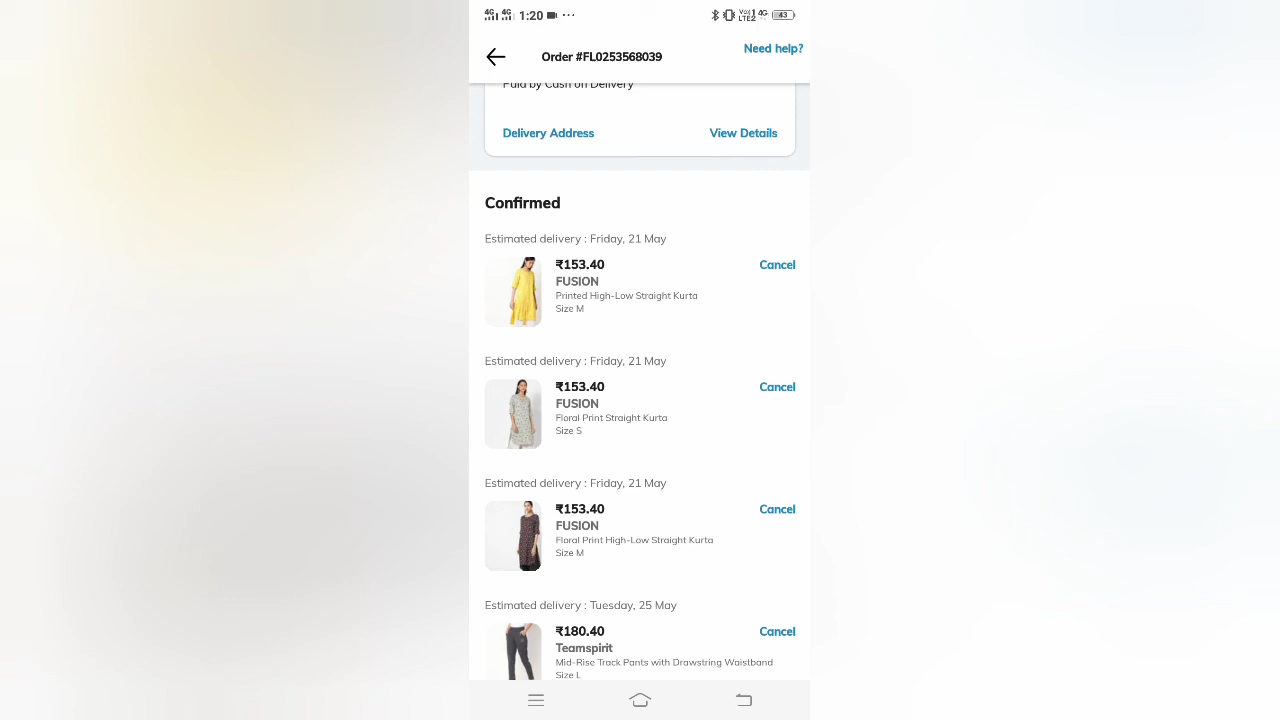 1:20
43
Order #FL0253568039
Need help?
Paid by Cash on Delivery
Delivery Address
View Details
Confirmed
Estimated delivery : Friday, 21 May
₹153.40
Cancel
FUSION
Printed High-Low Straight Kurta
Size M
Estimated delivery : Friday, 21 May
₹153.40
Cancel
FUSION
Floral Print Straight Kurta
Size S
Estimated delivery : Friday, 21 May
₹153.40
Cancel
FUSION
Floral Print High-Low Straight Kurta
Size M
Estimated delivery : Tuesday, 25 May
₹180.40
Cancel
Teamspirit
Mid-Rise Track Pants with Drawstring Waistband
Size L